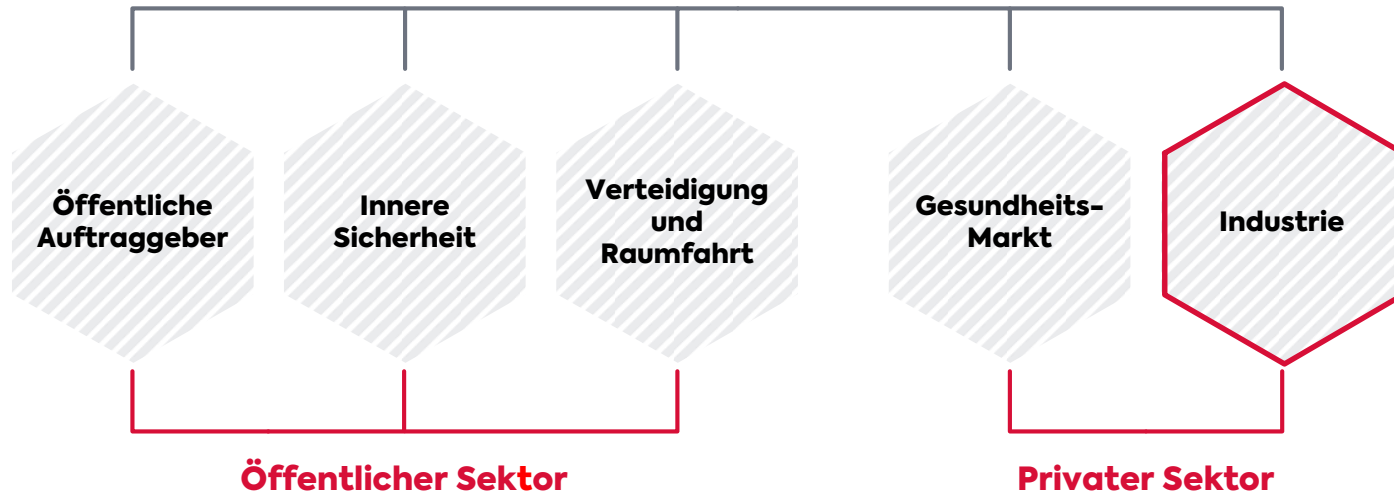 Öffentliche
Auftraggeber
Innere
Sicherheit
Verteidigung
und
Raumfahrt
Gesundheits-
Markt
Industrie
Öffentlicher Sektor
Privater Sektor